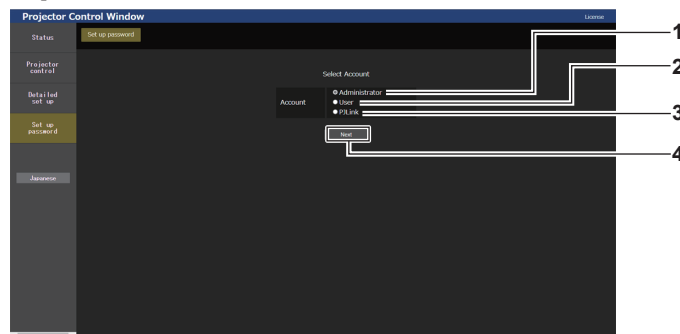 Projector Control Window
License
Status
Set up password
Projector
control
Detailed
set up
Set up
password
Japanese
Select Account
Account
Administrator
User
PJLink
Next
1
2
3
4